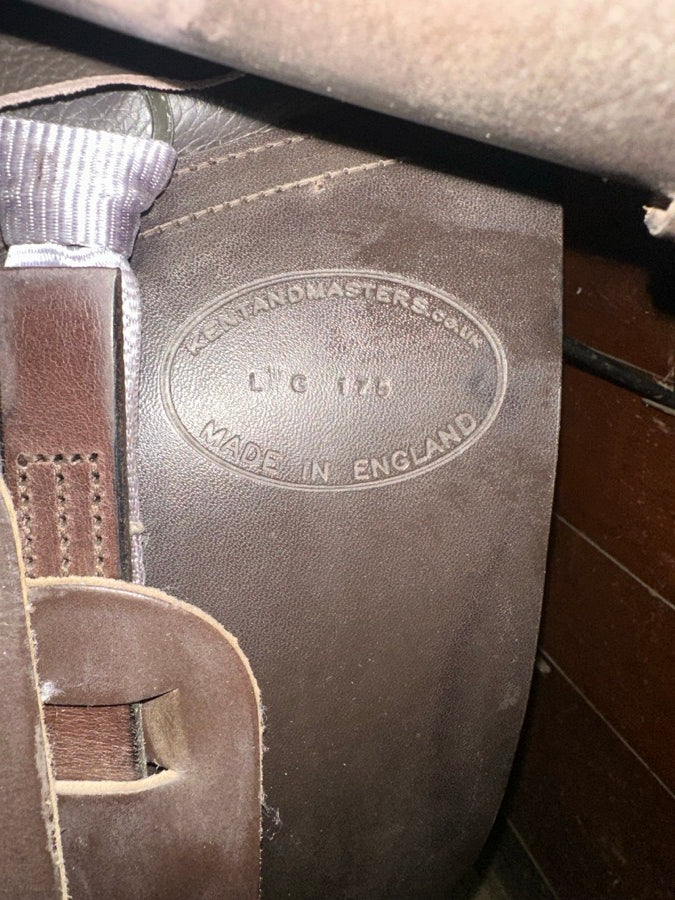 KENTANDMASTERS.co.uk
L G 175
MADE IN ENGLAND